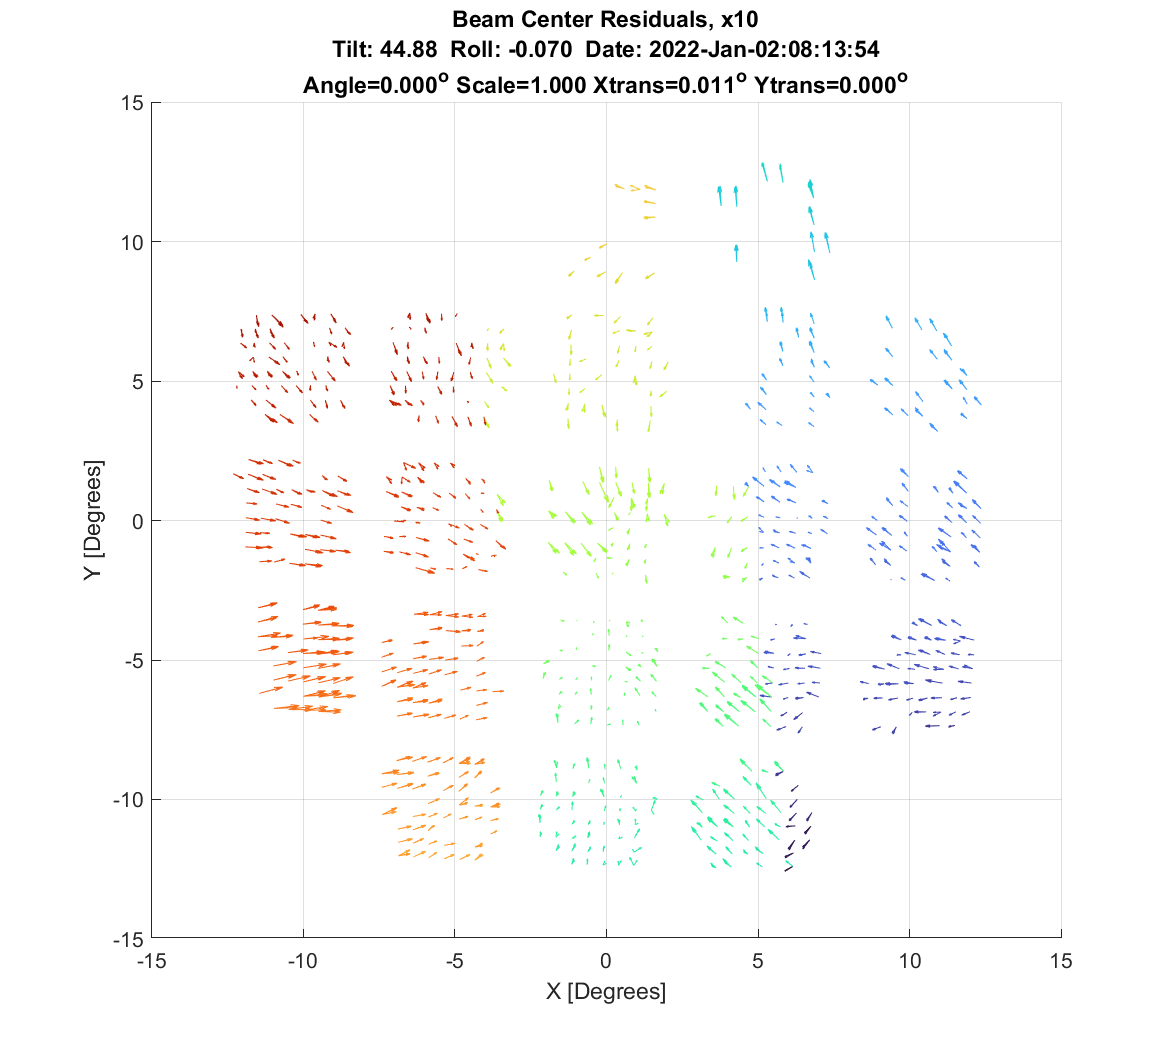 Beam Center Residuals, x10
Tilt: 44.88 Roll: -0.070 Date: 2022-Jan-02:08:13:54
Angle=0.000° Scale=1.000 Xtrans=0.011° Ytrans=0.000°
15
10
5
0
-5
-10
-15
Y [Degrees]
-15 -10 -5 0 5 10 15
X [Degrees]